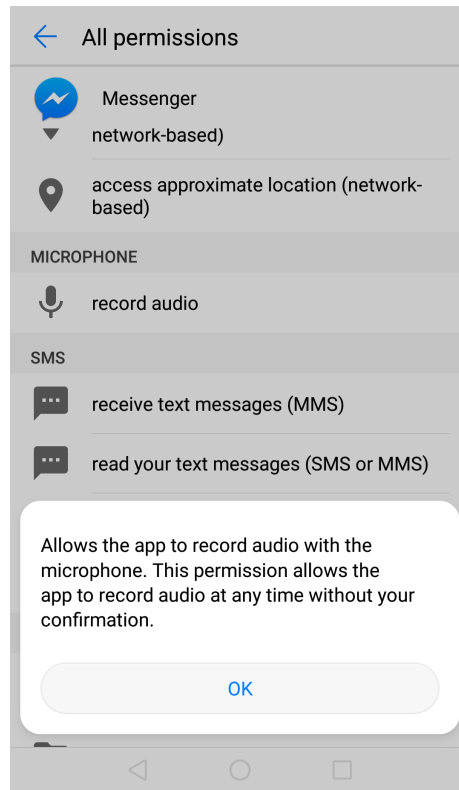 All permissions
Messenger
network-based)
access approximate location (network-
based)
MICROPHONE
record audio
SMS
receive text messages (MMS)
read your text messages (SMS or MMS)
Allows the app to record audio with the
microphone. This permission allows the
app to record audio at any time without your
confirmation.
OK